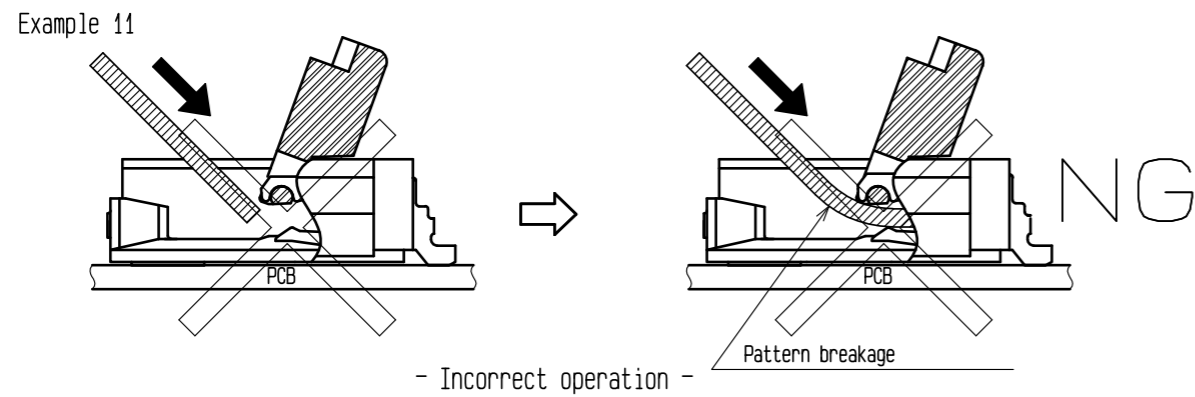 Example 11
NG
PCB
PCB
Pattern breakage
- Incorrect operation -